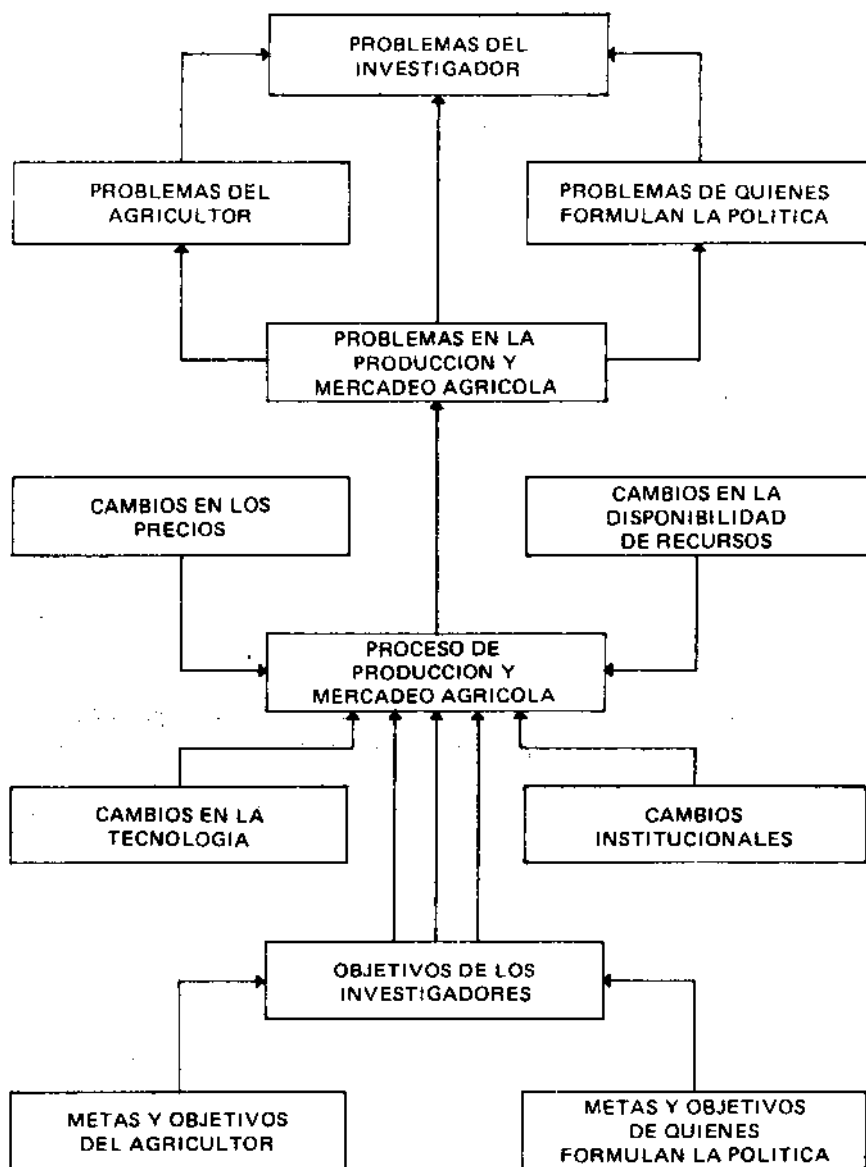 PROBLEMAS DEL
INVESTIGADOR
PROBLEMAS DEL
AGRICULTOR
PROBLEMAS DE QUIENES
FORMULAN LA POLITICA
PROBLEMAS EN LA
PRODUCCION Y
MERCADEO AGRICOLA
CAMBIOS EN LOS
PRECIOS
CAMBIOS EN LA
DISPONIBILIDAD
DE RECURSOS
PROCESO DE
PRODUCCION Y
MERCADEO AGRICOLA
CAMBIOS EN LA
TECNOLOGIA
CAMBIOS
INSTITUCIONALES
OBJETIVOS DE LOS
INVESTIGADORES
METAS Y OBJETIVOS
DEL AGRICULTOR
METAS Y OBJETIVOS
DE QUIENES
FORMULAN LA POLITICA